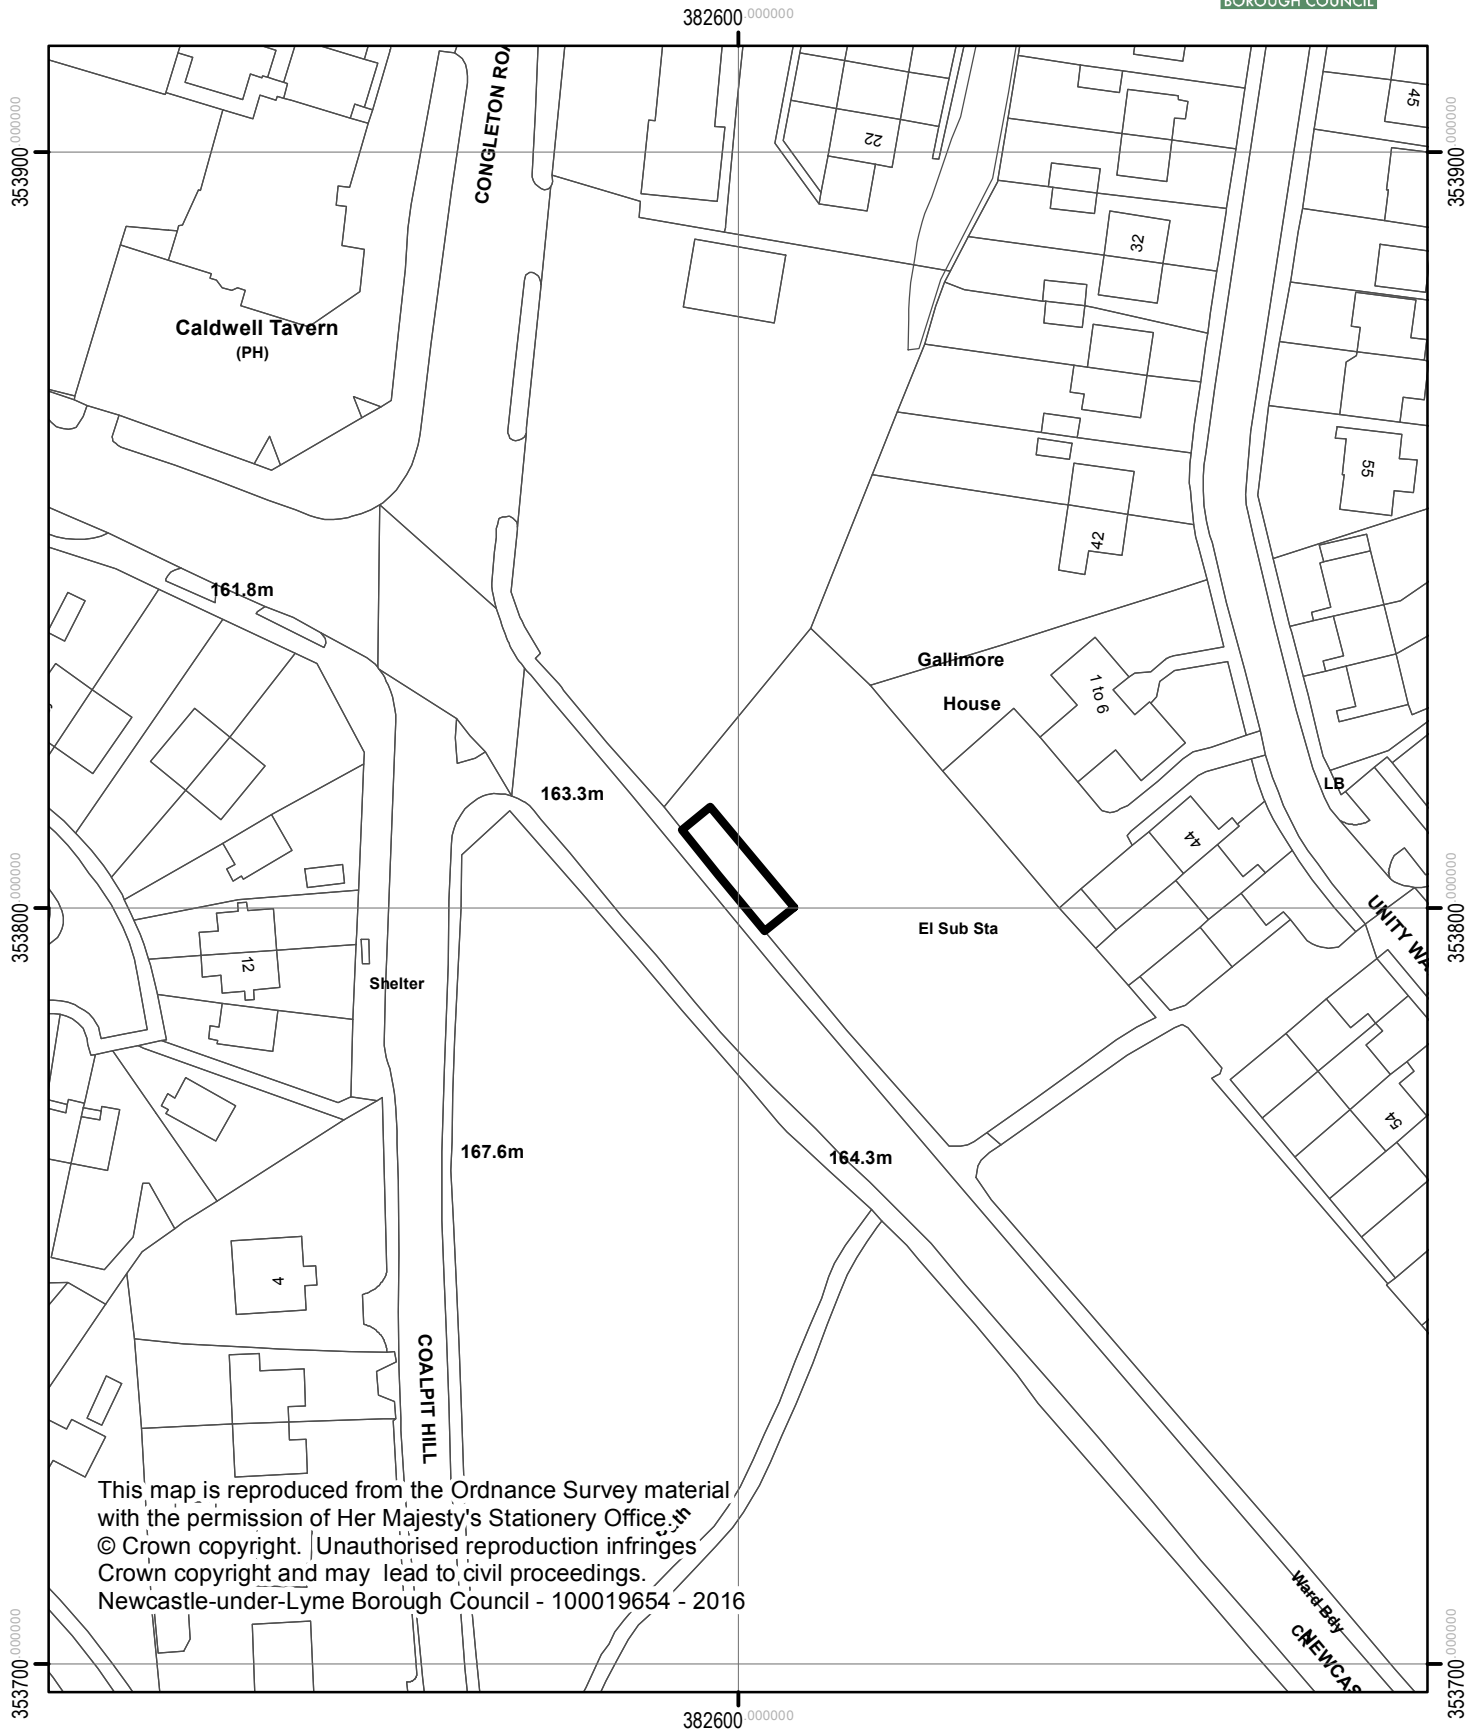 BOROUGH COUNCIL
382600.000000
CONGLETON ROA
45
353900.000000
353900.000000
22
32
Caldwell Tavern
(PH)
55
42
161.8m
Gallimore
House
1 to 6
LB
163.3m
44
353800.000000
353800.000000
UNITY WA
El Sub Sta
12
Shelter
54
167.6m
164.3m
4
COALPIT HILL
This map is reproduced from the Ordnance Survey material
with the permission of Her Majesty's Stationery Office.
© Crown copyright. Unauthorised reproduction infringes
Crown copyright and may lead to civil proceedings.
Newcastle-under-Lyme Borough Council - 100019654 - 2016
Ward Bdy
NEWCAS
353700.000000
353700.000000
382600.000000